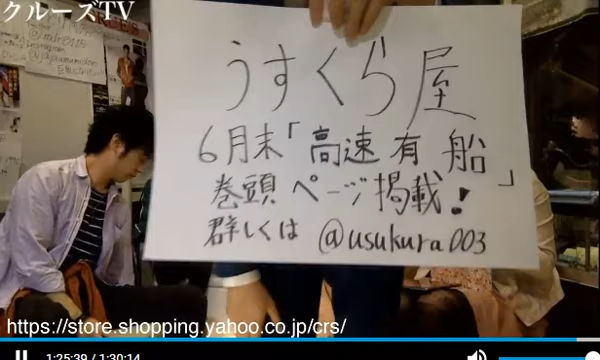 クルーズTV
うすくら屋
6月末「高速有船」
巻頭ページ掲載!
群しくは @usukura003
https://store.shopping.yahoo.co.jp/crs/
1:25:39 / 1:30:14